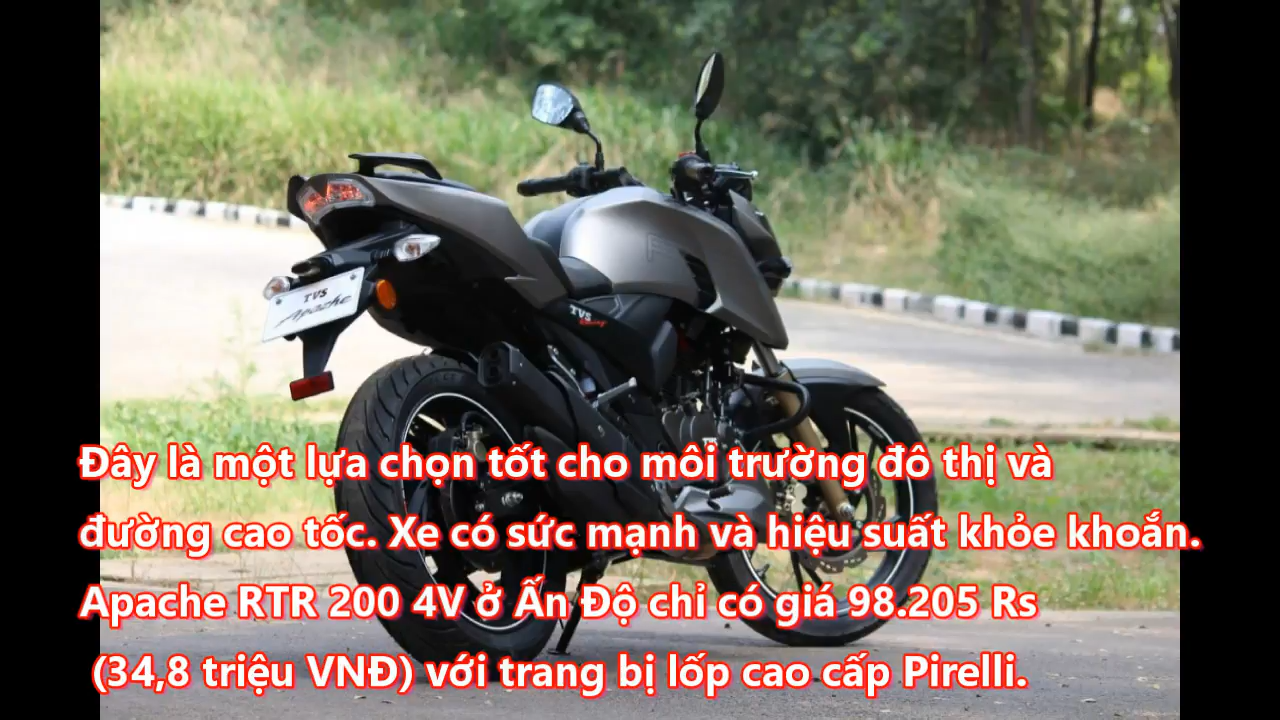 TVS
Apache
TVS
Đây là một lựa chọn tốt cho môi trường đô thị và
đường cao tốc. Xe có sức mạnh và hiệu suất khỏe khoắn.
Apache RTR 200 4V ở Ấn Độ chỉ có giá 98.205 Rs
(34,8 triệu VNĐ) với trang bị lốp cao cấp Pirelli.